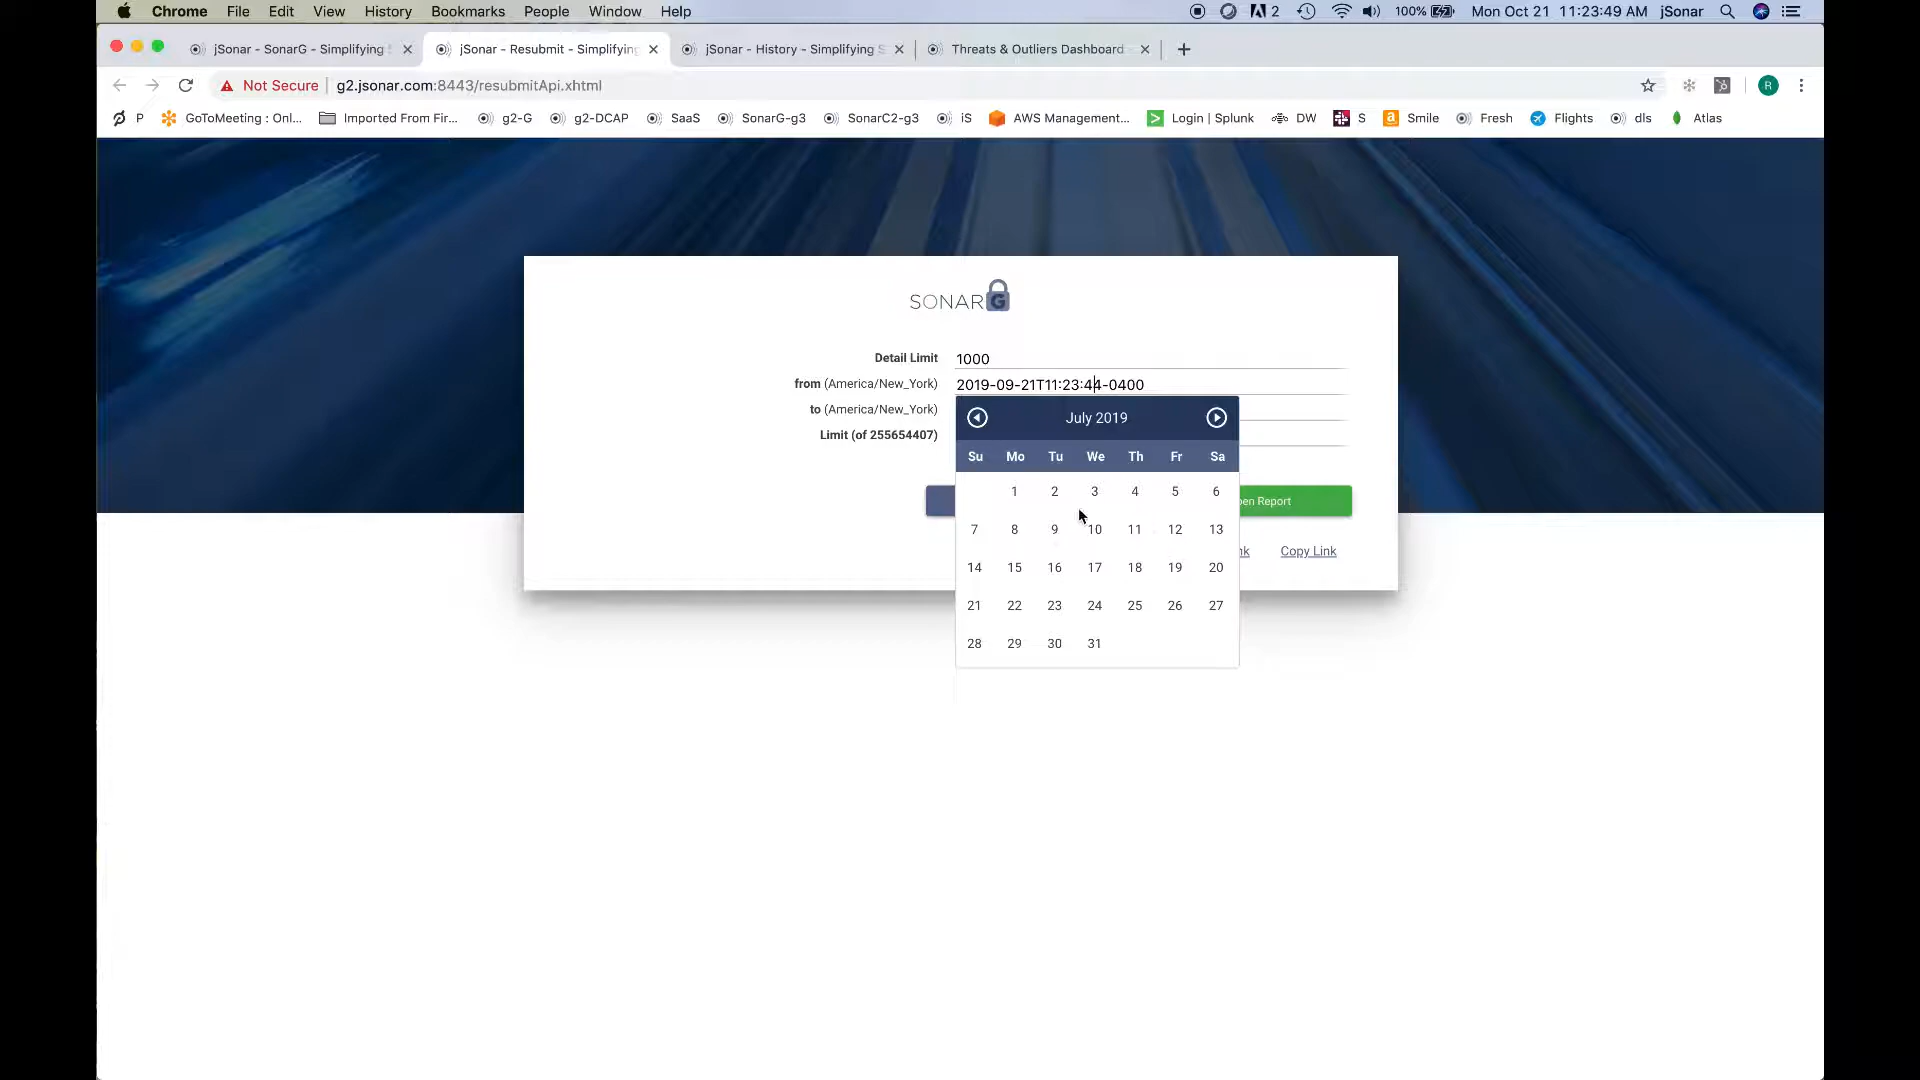 Chrome File Edit View History Bookmarks People Window Help 2 100% Mon Oct 21 11:23:49 AM jSonar
jSonar - SonarG - Simplifying jSonar - Resubmit - Simplifying jSonar - History - Simplifying S Threats & Outliers Dashboard
Not Secure g2.jsonar.com:8443/resubmitApi.xhtml R
P GoToMeeting : Onl... Imported From Fir... g2-G g2-DCAP SaaS SonarG-g3 SonarC2-g3 iS AWS Management... Login | Splunk DW S Smile Fresh Flights dls Atlas
SONAR G
Detail Limit 1000
from (America/New_York) 2019-09-21T11:23:44-0400
to (America/New_York)
Limit (of 255654407)
July 2019
Su Mo Tu We Th Fr Sa
1 2 3 4 5 6
7 8 9 10 11 12 13
14 15 16 17 18 19 20
21 22 23 24 25 26 27
28 29 30 31
Report
Copy Link